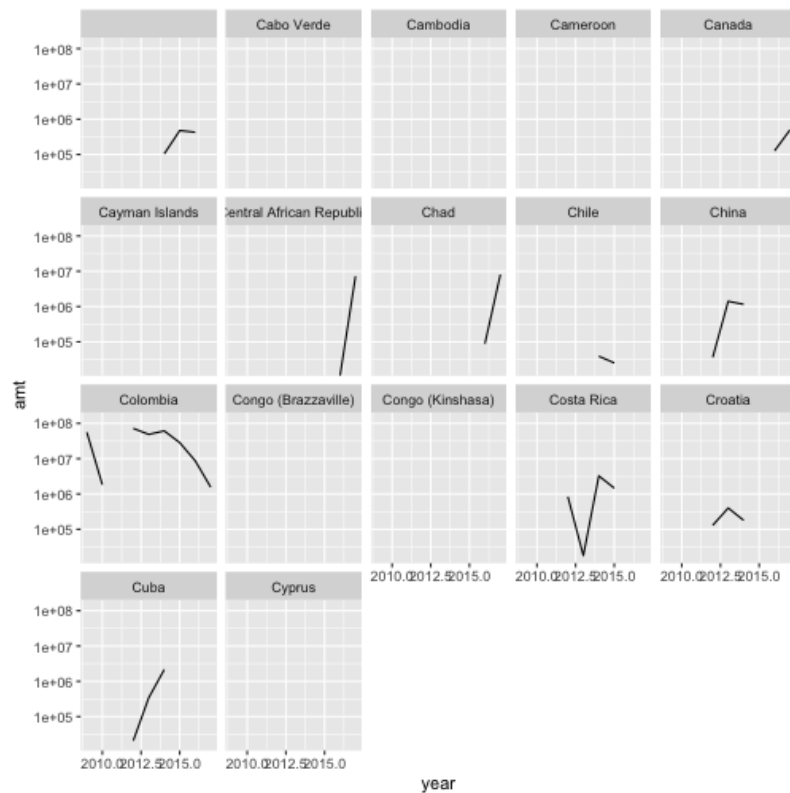 Cabo Verde Cambodia Cameroon Canada
1e+08
1e+07
1e+06
1e+05
Cayman Islands Central African Republi Chad Chile China
1e+08
1e+07
1e+06
1e+05
amt
Colombia Congo (Brazzaville) Congo (Kinshasa) Costa Rica Croatia
1e+08
1e+07
1e+06
1e+05
2010.0 2012.5 2015.0 2010.0 2012.5 2015.0 2010.0 2012.5 2015.0
Cuba Cyprus
1e+08
1e+07
1e+06
1e+05
2010.0 2012.5 2015.0 2010.0 2012.5 2015.0
year